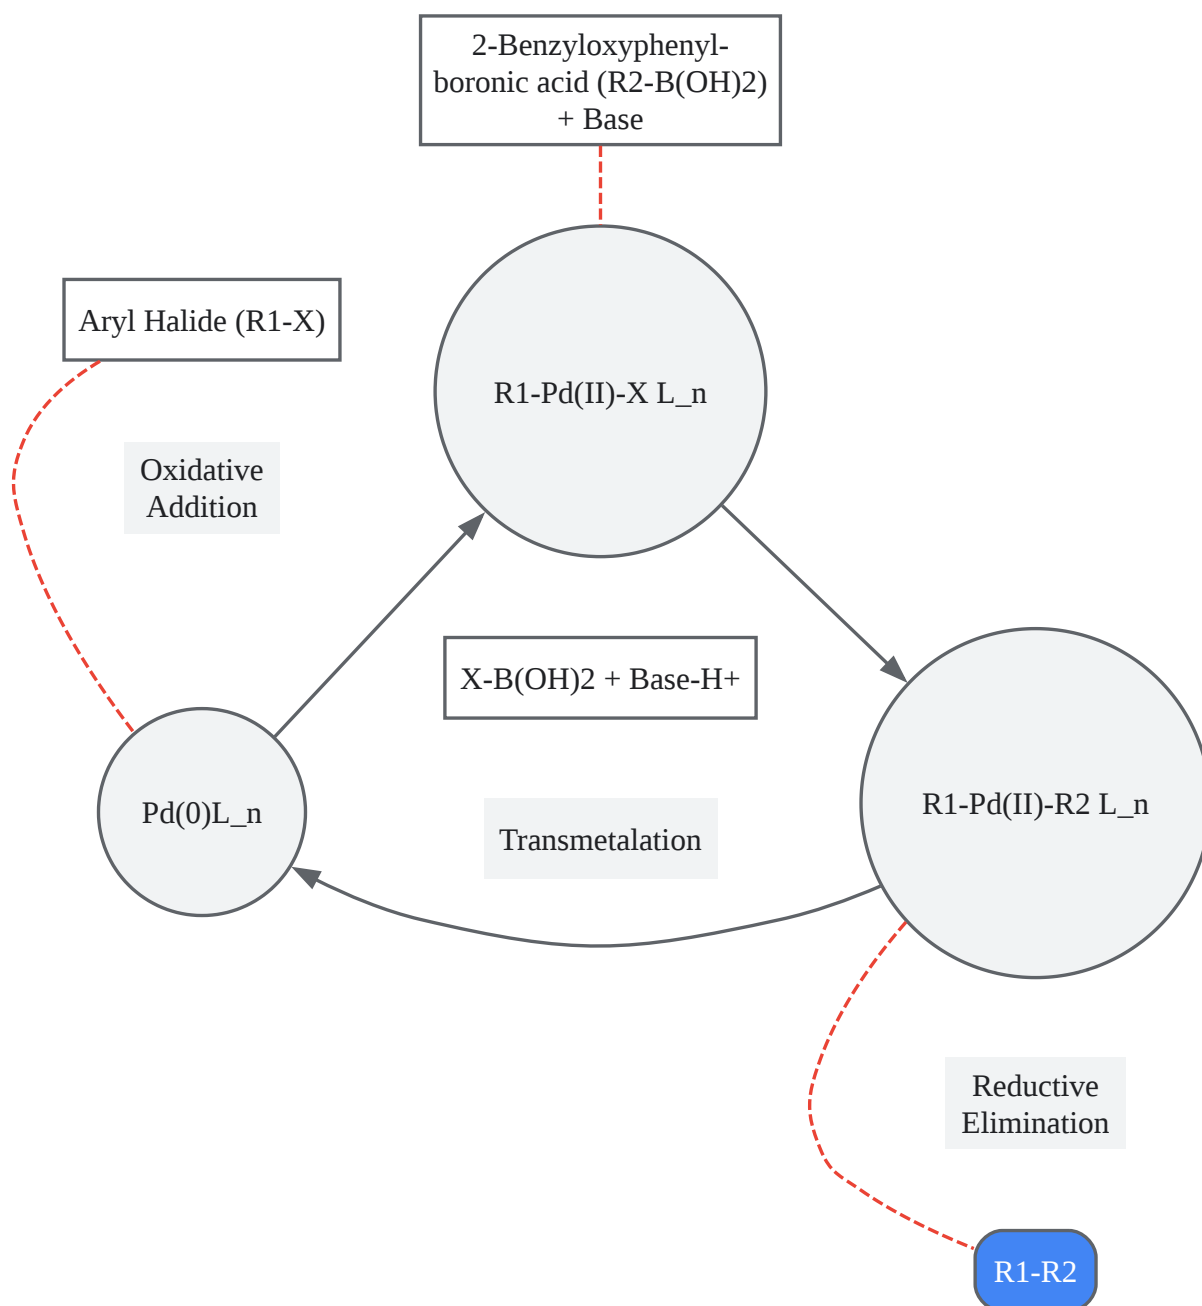 2-Benzyloxyphenyl-
boronic acid (R2-B(OH)2)
+ Base
Aryl Halide (R1-X)
R1-Pd(II)-X L_n
Oxidative
Addition
X-B(OH)2 + Base-H+
Pd(0)L_n
R1-Pd(II)-R2 L_n
Transmetalation
Reductive
Elimination
R1-R2